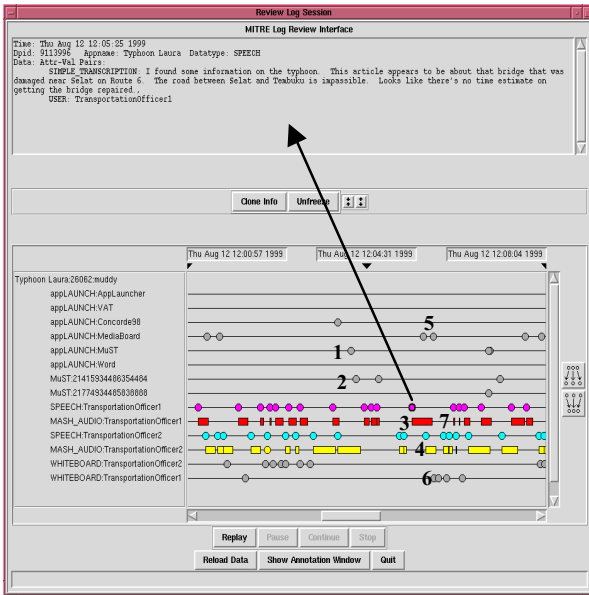 Review Log Session
MITRE Log Review Interface
Time: Thu Aug 12 12:05:25 1999
Dpid: 9113996 Appname: Typhoon Laura Datatype: SPEECH
Data: Attr-Val Pairs:
SIMPLE_TRANSCRIPTION: I found some information on the typhoon. This article appears to be about that bridge that was
damaged near Selat on Route 6. The road between Selat and Tembuku is impassible. Looks like there's no time estimate on
getting the bridge repaired.,
USER: TransportationOfficer1
Clone Info Unfreeze
Thu Aug 12 12:00:57 1999 Thu Aug 12 12:04:31 1999 Thu Aug 12 12:08:04 1999
Typhoon Laura:26062:muddy
appLAUNCH:AppLauncher
appLAUNCH:VAT
appLAUNCH:Concorde98 5
appLAUNCH:MediaBoard
appLAUNCH:MuST 1
appLAUNCH:Word
MuST:21415934486354484 2
MuST:21774934485838888
SPEECH:TransportationOfficer1
MASH_AUDIO:TransportationOfficer1 3 7
SPEECH:TransportationOfficer2
MASH_AUDIO:TransportationOfficer2 4
WHITEBOARD:TransportationOfficer2
WHITEBOARD:TransportationOfficer1 6
Replay Pause Continue Stop
Reload Data Show Annotation Window Quit